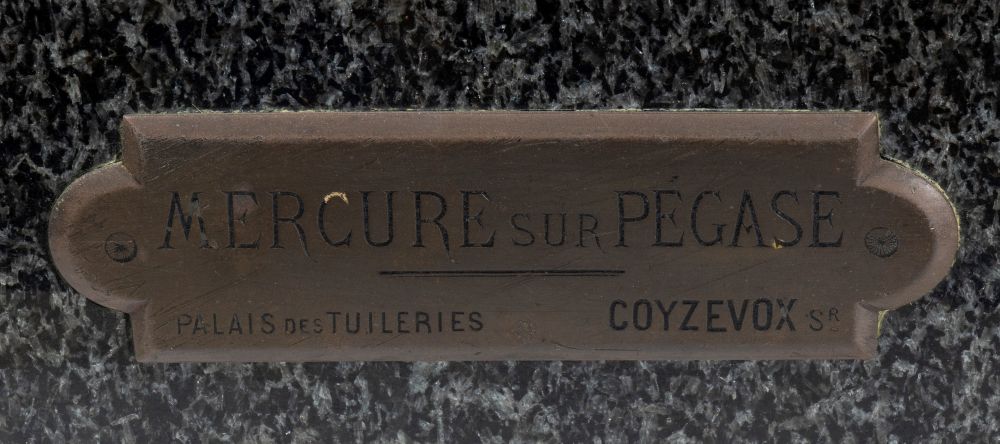 MERCURE SUR PÉGASE
PALAIS DES TUILERIES COYZEVOX SR